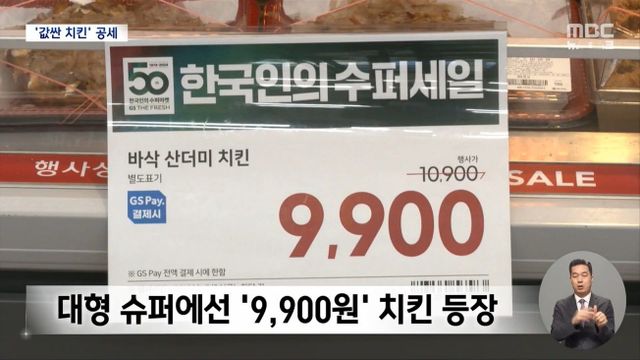 '값싼 치킨' 공세
MBC
50
한국인의 수퍼마켓
GS THE FRESH
한국인의 수퍼세일
바삭 산더미 치킨
별도표기
행사가
10,900
GS Pay.
결제시
9,900
※ GS Pay 전액 결제 시에 한함
행사상
SALE
대형 슈퍼에선 '9,900원' 치킨 등장